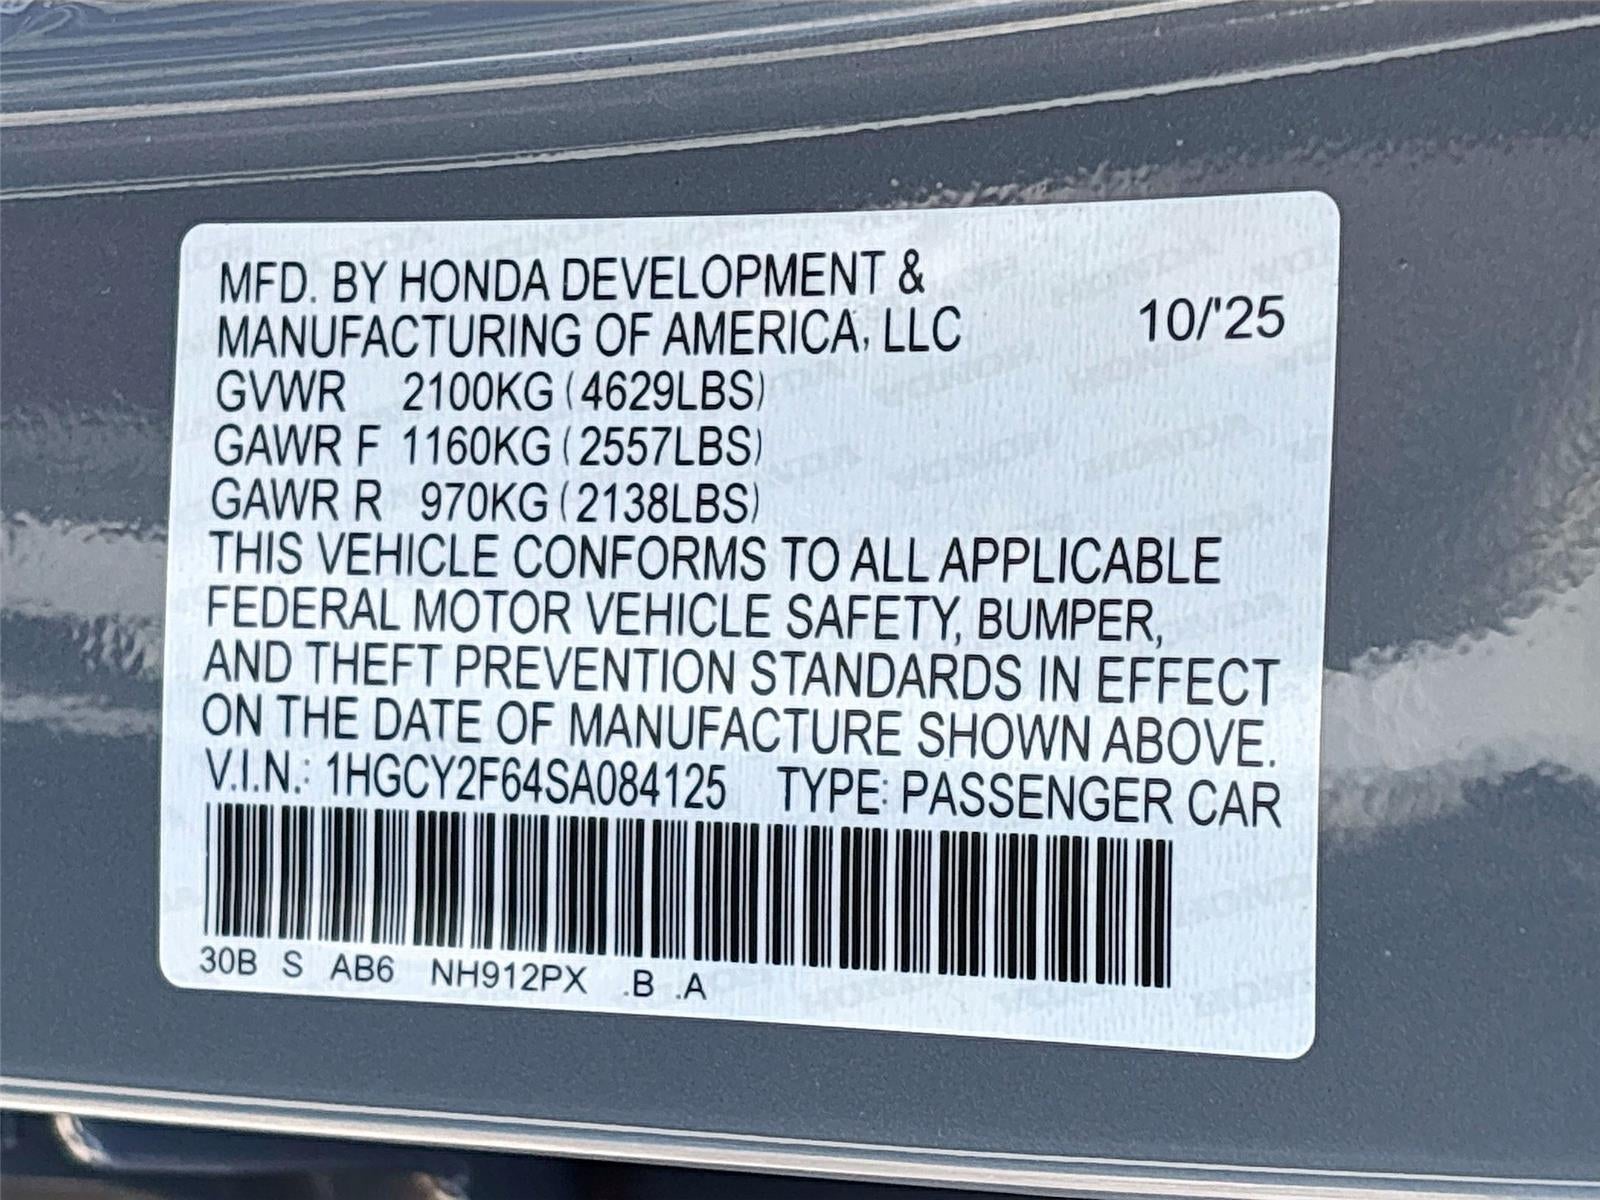 MFD. BY HONDA DEVELOPMENT &
MANUFACTURING OF AMERICA, LLC 10/'25
GVWR 2100KG (4629LBS)
GAWR F 1160KG (2557LBS)
GAWR R 970KG (2138LBS)
THIS VEHICLE CONFORMS TO ALL APPLICABLE
FEDERAL MOTOR VEHICLE SAFETY, BUMPER,
AND THEFT PREVENTION STANDARDS IN EFFECT
ON THE DATE OF MANUFACTURE SHOWN ABOVE.
V.I.N.: 1HGCY2F64SA084125 TYPE: PASSENGER CAR
30B S AB6 NH912PX .B .A